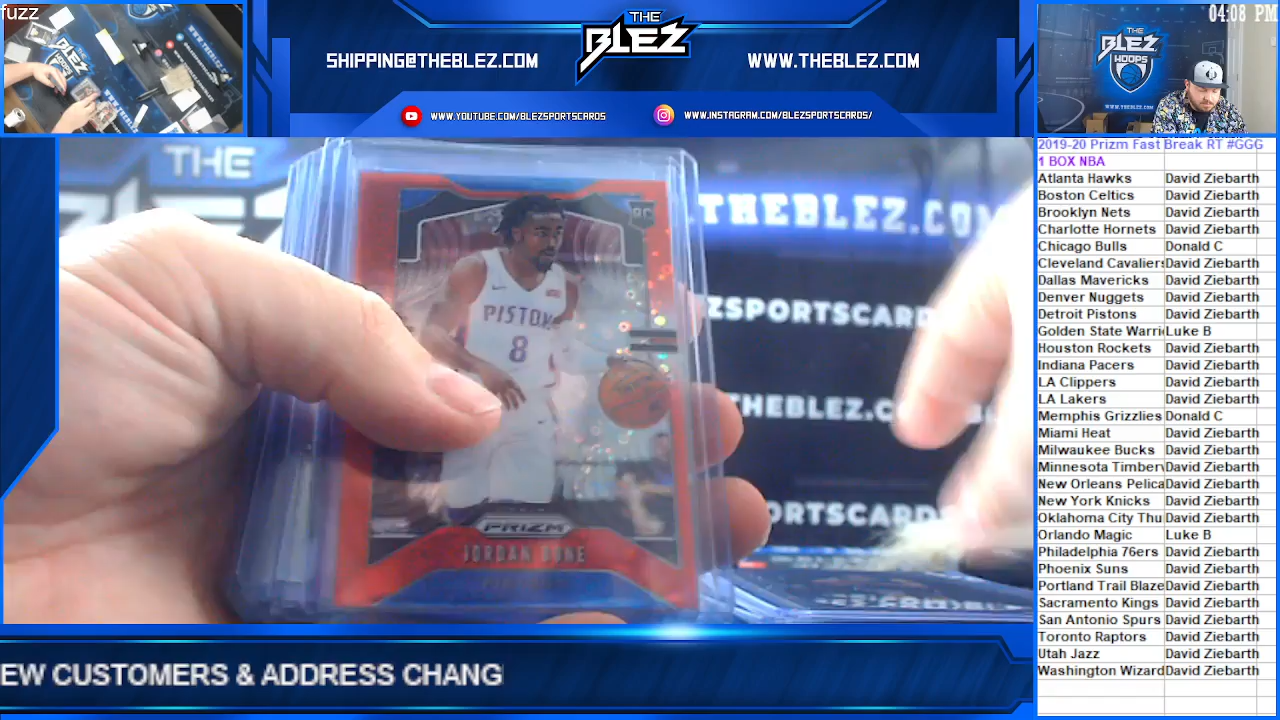 fuzz
SHIPPING@THEBLEZ.COM
THE
BLEZ
WWW.THEBLEZ.COM
WWW.YOUTUBE.COM/BLEZSPORTSCARDS
WWW.INSTAGRAM.COM/BLEZSPORTSCARDS/
04:08 PM
THE
BLEZ
HOOPS
THE
THEBLEZ.COM
ZSPORTSCARD
THEBLEZ.C
ORTSCARDS
RC
PISTON
8
PRIZM
JORDAN BONE
EW CUSTOMERS & ADDRESS CHANG
2019-20 Prizm Fast Break RT #GGG
1 BOX NBA
Atlanta Hawks David Ziebarth
Boston Celtics David Ziebarth
Brooklyn Nets David Ziebarth
Charlotte Hornets David Ziebarth
Chicago Bulls Donald C
Cleveland Cavaliers David Ziebarth
Dallas Mavericks David Ziebarth
Denver Nuggets David Ziebarth
Detroit Pistons David Ziebarth
Golden State Warri Luke B
Houston Rockets David Ziebarth
Indiana Pacers David Ziebarth
LA Clippers David Ziebarth
LA Lakers David Ziebarth
Memphis Grizzlies Donald C
Miami Heat David Ziebarth
Milwaukee Bucks David Ziebarth
Minnesota Timberv David Ziebarth
New Orleans Pelica David Ziebarth
New York Knicks David Ziebarth
Oklahoma City Thu David Ziebarth
Orlando Magic Luke B
Philadelphia 76ers David Ziebarth
Phoenix Suns David Ziebarth
Portland Trail Blaze David Ziebarth
Sacramento Kings David Ziebarth
San Antonio Spurs David Ziebarth
Toronto Raptors David Ziebarth
Utah Jazz David Ziebarth
Washington Wizard David Ziebarth